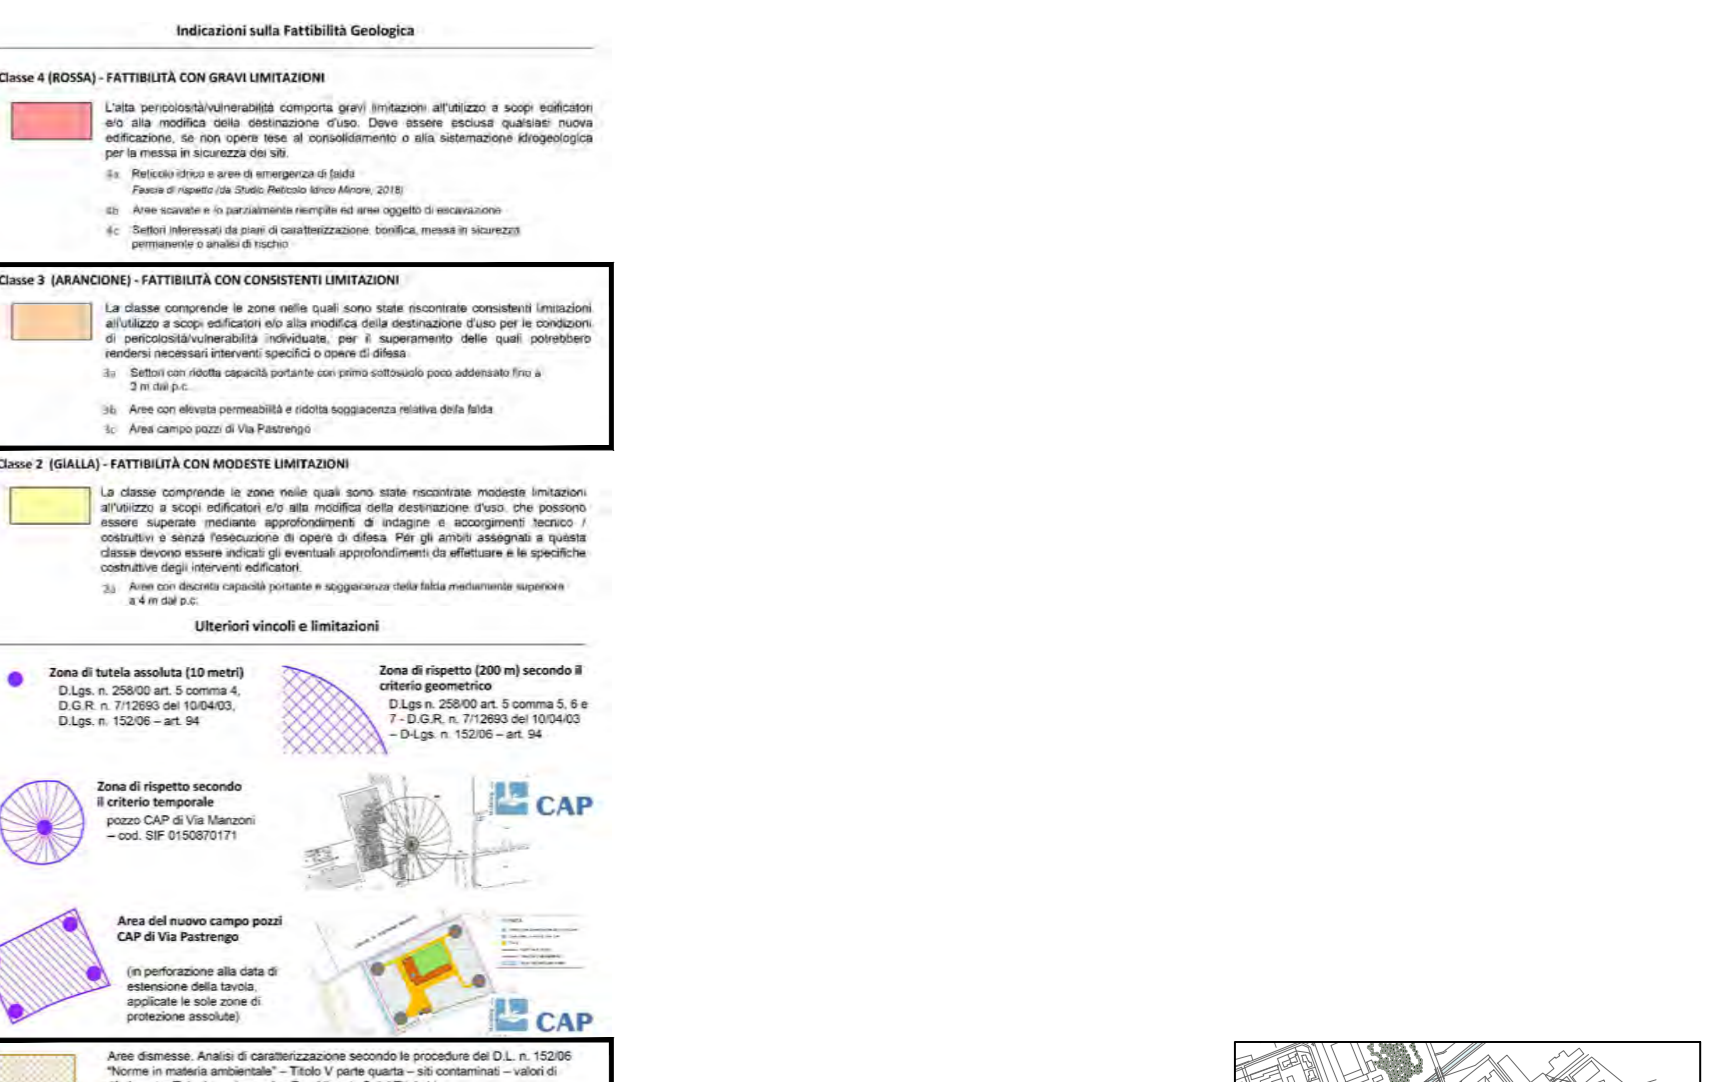 Indicazioni sulla Fattibilità Geologica
Classe 4 (ROSSA) - FATTIBILITÀ CON GRAVI LIMITAZIONI
L'alta pericolosità/vulnerabilità comporta gravi limitazioni all'utilizzo a scopi edificatori
e/o alla modifica della destinazione d'uso. Deve essere esclusa qualsiasi nuova
edificazione, se non opere tese al consolidamento o alla sistemazione idrogeologica
per la messa in sicurezza dei siti.
4a Reticolo idrico e aree di emergenza di falda
Fascia di rispetto (da Studio Reticolo Idrico Minore, 2018)
4b Aree scavate e /o parzialmente riempite ed aree oggetto di escavazione
4c Settori interessati da piani di caratterizzazione, bonifica, messa in sicurezza
permanente o analisi di rischio
Classe 3 (ARANCIONE) - FATTIBILITÀ CON CONSISTENTI LIMITAZIONI
La classe comprende le zone nelle quali sono state riscontrate consistenti limitazioni
all'utilizzo a scopi edificatori e/o alla modifica della destinazione d'uso per le condizioni
di pericolosità/vulnerabilità individuate, per il superamento delle quali potrebbero
rendersi necessari interventi specifici o opere di difesa.
3a Settori con ridotta capacità portante con primo sottosuolo poco addensato fino a
3 m dal p.c.
3b Aree con elevata permeabilità e ridotta soggiacenza relativa della falda
3c Area campo pozzi di Via Pastrengo
Classe 2 (GIALLA) - FATTIBILITÀ CON MODESTE LIMITAZIONI
La classe comprende le zone nelle quali sono state riscontrate modeste limitazioni
all'utilizzo a scopi edificatori e/o alla modifica della destinazione d'uso, che possono
essere superate mediante approfondimenti di indagine e accorgimenti tecnico /
costruttivi e senza l'esecuzione di opere di difesa. Per gli ambiti assegnati a questa
classe devono essere indicati gli eventuali approfondimenti da effettuare e le specifiche
costruttive degli interventi edificatori.
2a Aree con discreta capacità portante e soggiacenza della falda mediamente superiore
a 4 m dal p.c.
Ulteriori vincoli e limitazioni
Zona di tutela assoluta (10 metri)
D.Lgs. n. 258/00 art. 5 comma 4,
D.G.R. n. 7/12693 del 10/04/03,
D.Lgs. n. 152/06 – art. 94
Zona di rispetto (200 m) secondo il
criterio geometrico
D.Lgs n. 258/00 art. 5 comma 5, 6 e
7 - D.G.R. n. 7/12693 del 10/04/03
– D-Lgs. n. 152/06 – art. 94
Zona di rispetto secondo
il criterio temporale
pozzo CAP di Via Manzoni
– cod. SIF 0150870171
CAP
Area del nuovo campo pozzi
CAP di Via Pastrengo
(in perforazione alla data di
estensione della tavola,
applicate le sole zone di
protezione assolute)
CAP
Aree dismesse. Analisi di caratterizzazione secondo le procedure del D.L. n. 152/06
"Norme in materia ambientale" – Titolo V parte quarta – siti contaminati – valori di